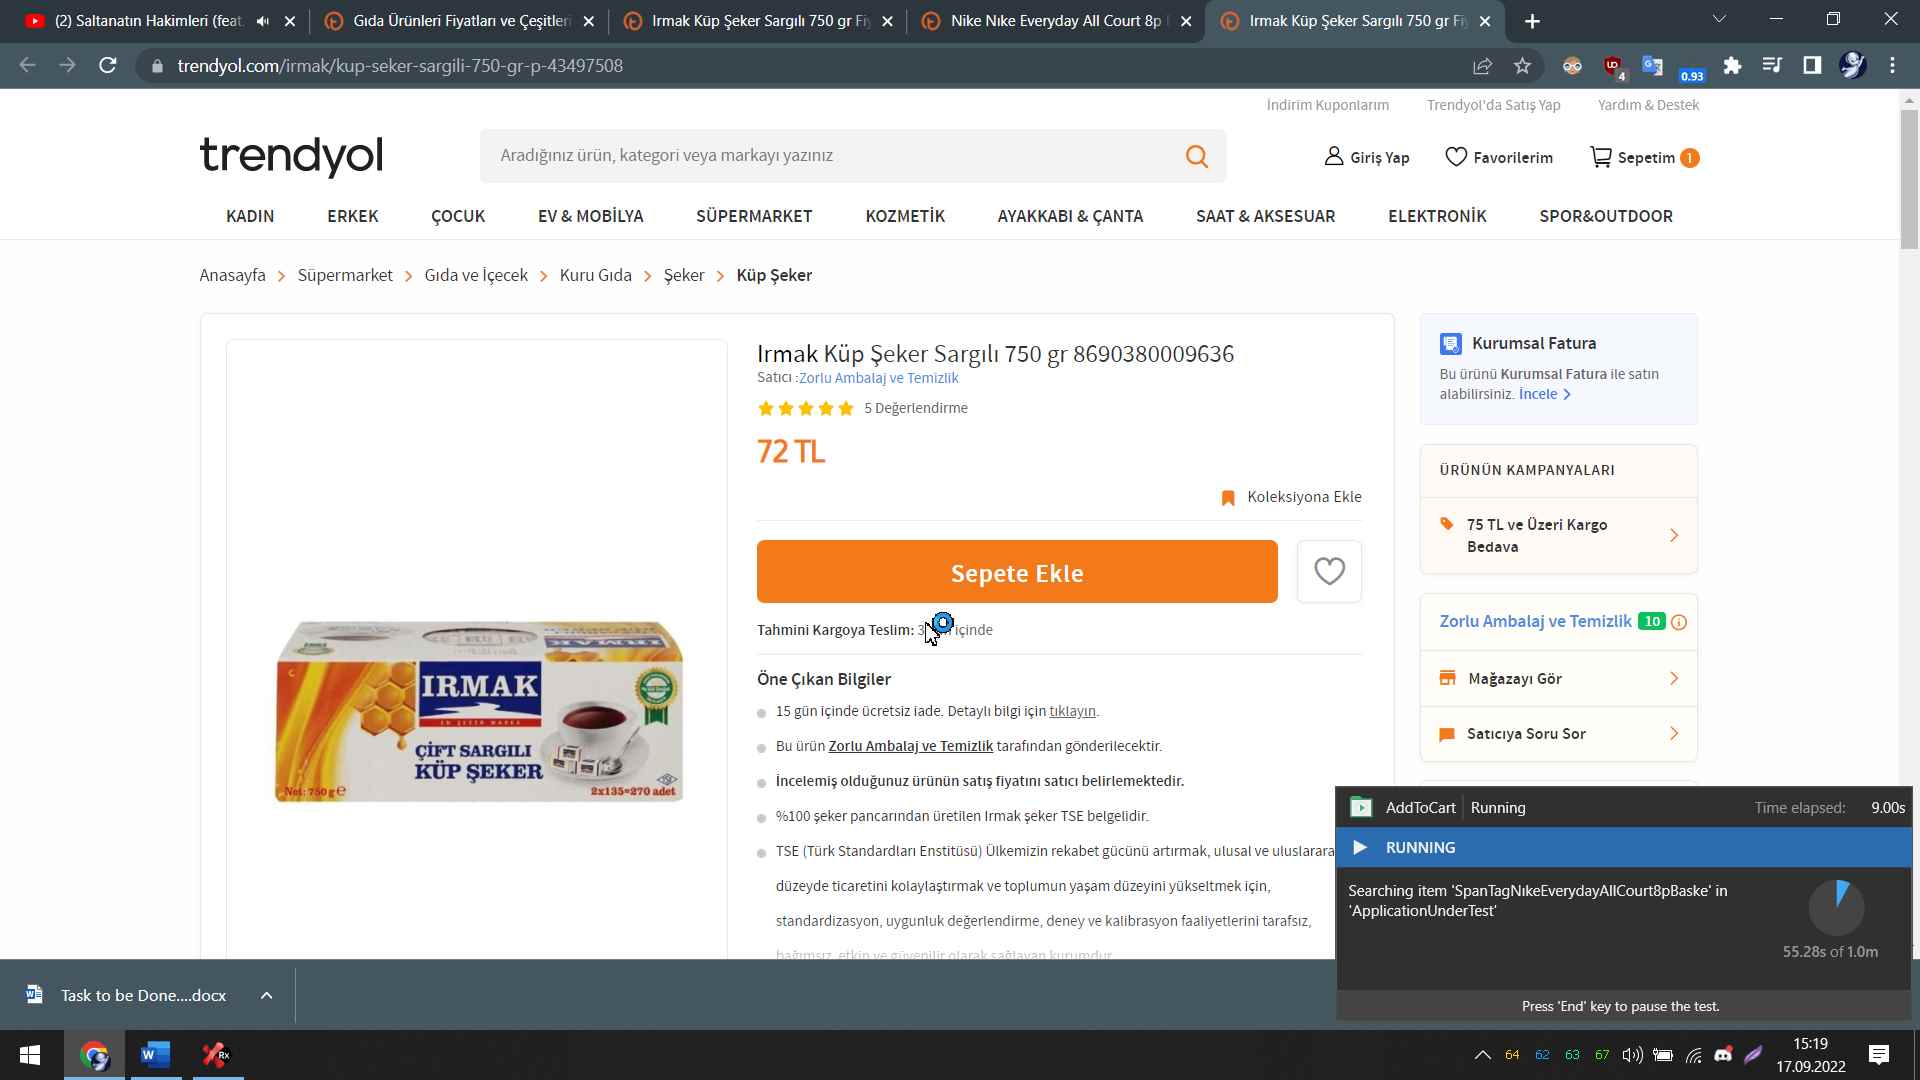 (2) Saltanatın Hakimleri (feat.
Gıda Ürünleri Fiyatları ve Çeşitleri
Irmak Küp Şeker Sargılı 750 gr Fiy
Nike Nıke Everyday All Court 8p
Irmak Küp Şeker Sargılı 750 gr Fiy
trendyol.com/irmak/kup-seker-sargili-750-gr-p-43497508
4
0.93
İndirim Kuponlarım
Trendyol'da Satış Yap
Yardım & Destek
trendyol
Aradığınız ürün, kategori veya markayı yazınız
Giriş Yap
Favorilerim
Sepetim 1
KADIN
ERKEK
ÇOCUK
EV & MOBİLYA
SÜPERMARKET
KOZMETİK
AYAKKABI & ÇANTA
SAAT & AKSESUAR
ELEKTRONİK
SPOR&OUTDOOR
Anasayfa > Süpermarket > Gıda ve İçecek > Kuru Gıda > Şeker > Küp Şeker
Irmak Küp Şeker Sargılı 750 gr 8690380009636
Satıcı :Zorlu Ambalaj ve Temizlik
5 Değerlendirme
72 TL
Koleksiyona Ekle
Sepete Ekle
Tahmini Kargoya Teslim: 3 içinde
Öne Çıkan Bilgiler
15 gün içinde ücretsiz iade. Detaylı bilgi için tıklayın.
Bu ürün Zorlu Ambalaj ve Temizlik tarafından gönderilecektir.
İncelemiş olduğunuz ürünün satış fiyatını satıcı belirlemektedir.
%100 şeker pancarından üretilen Irmak şeker TSE belgelidir.
TSE (Türk Standardları Enstitüsü) Ülkemizin rekabet gücünü artırmak, ulusal ve uluslarara
düzeyde ticaretini kolaylaştırmak ve toplumun yaşam düzeyini yükseltmek için,
standardizasyon, uygunluk değerlendirme, deney ve kalibrasyon faaliyetlerini tarafsız,
bağımsız, etkin ve güvenilir olarak sağlayan kurumdur.
IRMAK
ÇİFT SARGILI
KÜP ŞEKER
Net: 750 g e
2x135=270 adet
Kurumsal Fatura
Bu ürünü Kurumsal Fatura ile satın
alabilirsiniz. İncele >
ÜRÜNÜN KAMPANYALARI
75 TL ve Üzeri Kargo
Bedava
Zorlu Ambalaj ve Temizlik 10
Mağazayı Gör
Satıcıya Soru Sor
AddToCart Running
Time elapsed: 9.00s
RUNNING
Searching item 'SpanTagNıkeEverydayAllCourt8pBaske' in
'ApplicationUnderTest'
55.28s of 1.0m
Press 'End' key to pause the test.
Task to be Done....docx
64 62 63 67
15:19
17.09.2022